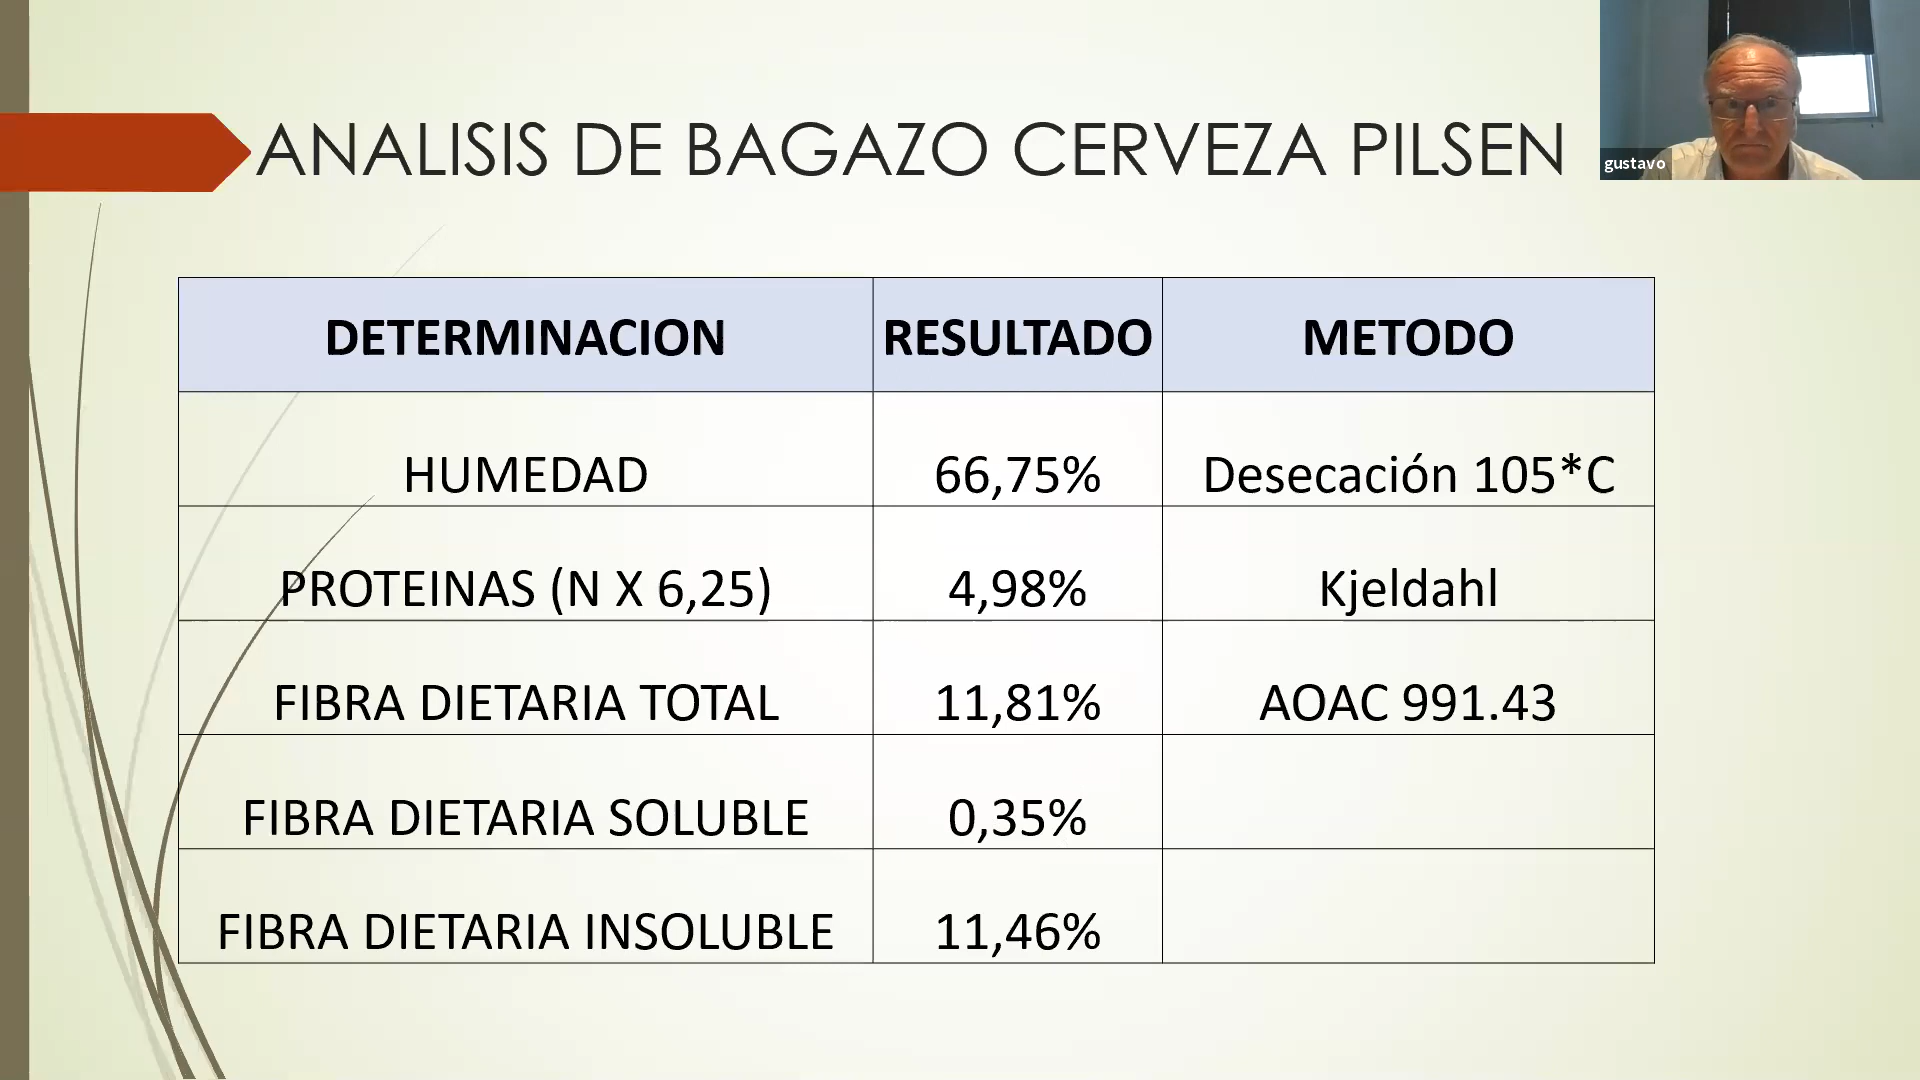 ANALISIS DE BAGAZO CERVEZA PILSEN
gustavo
DETERMINACION RESULTADO METODO
HUMEDAD 66,75% Desecación 105*C
PROTEINAS (N X 6,25) 4,98% Kjeldahl
FIBRA DIETARIA TOTAL 11,81% AOAC 991.43
FIBRA DIETARIA SOLUBLE 0,35%
FIBRA DIETARIA INSOLUBLE 11,46%